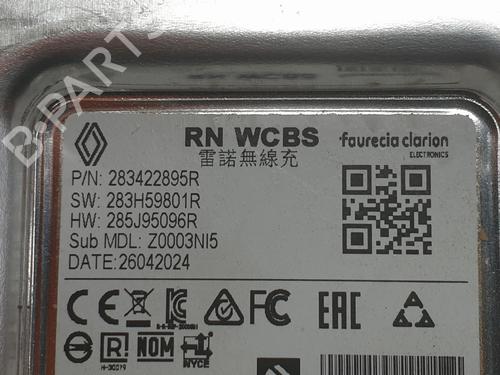 RN WCBS
雷諾無線充
faurecia clarion
ELECTRONICS
P/N: 283422895R
SW: 283H59801R
HW: 285J95096R
Sub MDL: Z0003NI5
DATE:26042024
CE FC EAC
R NOM NYCE
H-30079
B PARTS